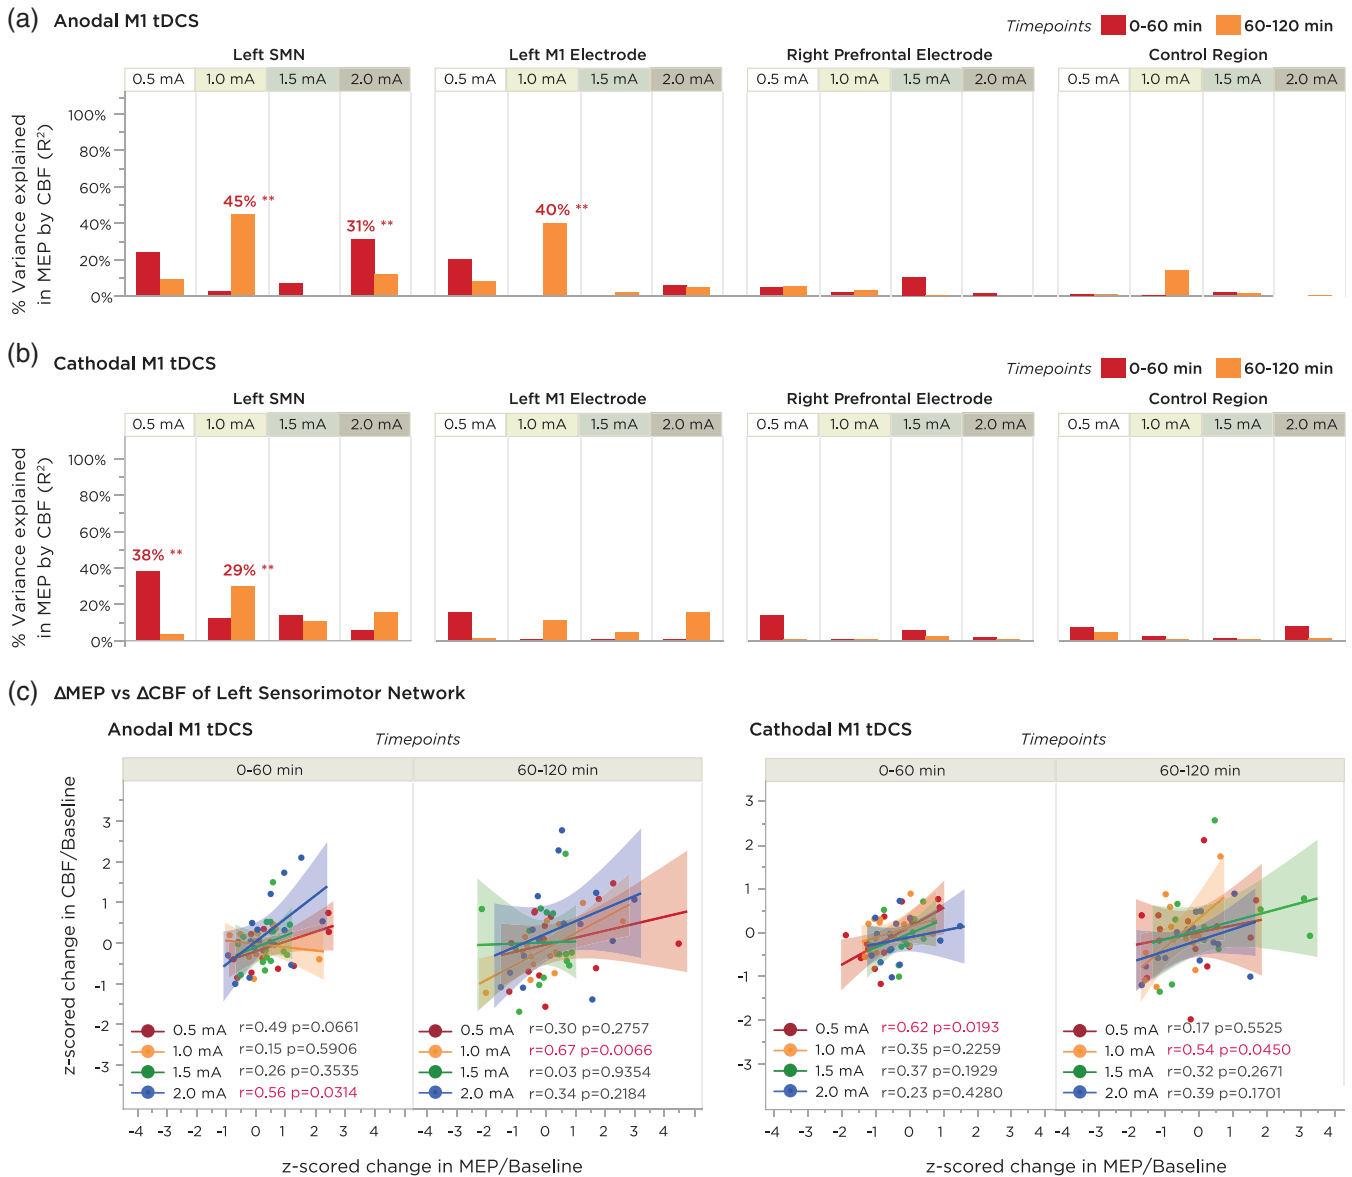 (a) Anodal M1 tDCS
Timepoints 0-60 min 60-120 min
Left SMN Left M1 Electrode Right Prefrontal Electrode Control Region
0.5 mA 1.0 mA 1.5 mA 2.0 mA 0.5 mA 1.0 mA 1.5 mA 2.0 mA 0.5 mA 1.0 mA 1.5 mA 2.0 mA 0.5 mA 1.0 mA 1.5 mA 2.0 mA
% Variance explained
in MEP by CBF (R²)
100%
80%
60%
40%
20%
0%
45% **
31% **
40% **
(b) Cathodal M1 tDCS
Timepoints 0-60 min 60-120 min
Left SMN Left M1 Electrode Right Prefrontal Electrode Control Region
0.5 mA 1.0 mA 1.5 mA 2.0 mA 0.5 mA 1.0 mA 1.5 mA 2.0 mA 0.5 mA 1.0 mA 1.5 mA 2.0 mA 0.5 mA 1.0 mA 1.5 mA 2.0 mA
% Variance explained
in MEP by CBF (R²)
100%
80%
60%
40%
20%
0%
38% **
29% **
(c) ΔMEP vs ΔCBF of Left Sensorimotor Network
Anodal M1 tDCS
Timepoints
0-60 min 60-120 min
z-scored change in CBF/Baseline
3
2
1
0
-1
-2
-3
0.5 mA r=0.49 p=0.0661
1.0 mA r=0.15 p=0.5906
1.5 mA r=0.26 p=0.3535
2.0 mA r=0.56 p=0.0314
0.5 mA r=0.30 p=0.2757
1.0 mA r=0.67 p=0.0066
1.5 mA r=0.03 p=0.9354
2.0 mA r=0.34 p=0.2184
-4 -3 -2 -1 0 1 2 3 4 -4 -3 -2 -1 0 1 2 3 4
z-scored change in MEP/Baseline
Cathodal M1 tDCS
Timepoints
0-60 min 60-120 min
3
2
1
0
-1
-2
-3
0.5 mA r=0.62 p=0.0193
1.0 mA r=0.35 p=0.2259
1.5 mA r=0.37 p=0.1929
2.0 mA r=0.23 p=0.4280
0.5 mA r=0.17 p=0.5525
1.0 mA r=0.54 p=0.0450
1.5 mA r=0.32 p=0.2671
2.0 mA r=0.39 p=0.1701
-4 -3 -2 -1 0 1 2 3 4 -4 -3 -2 -1 0 1 2 3 4
z-scored change in MEP/Baseline